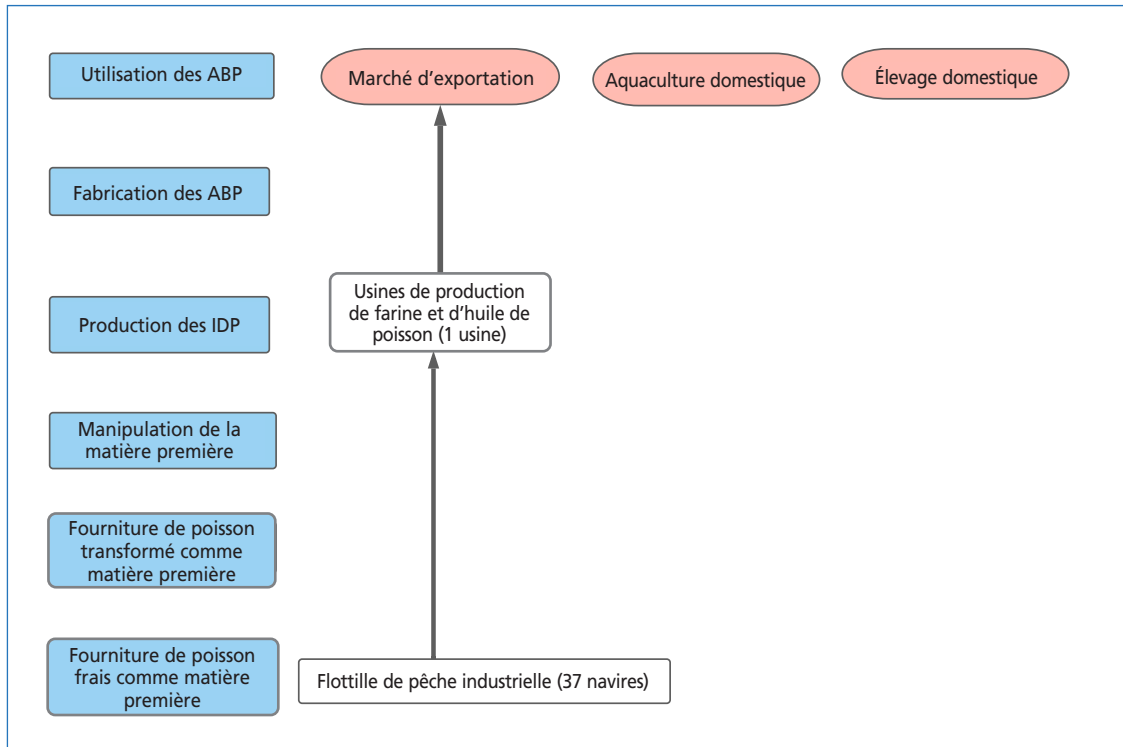 Utilisation des ABP
Marché d'exportation
Aquaculture domestique
Élevage domestique
Fabrication des ABP
Production des IDP
Usines de production
de farine et d'huile de
poisson (1 usine)
Manipulation de la
matière première
Fourniture de poisson
transformé comme
matière première
Fourniture de poisson
frais comme matière
première
Flottille de pêche industrielle (37 navires)